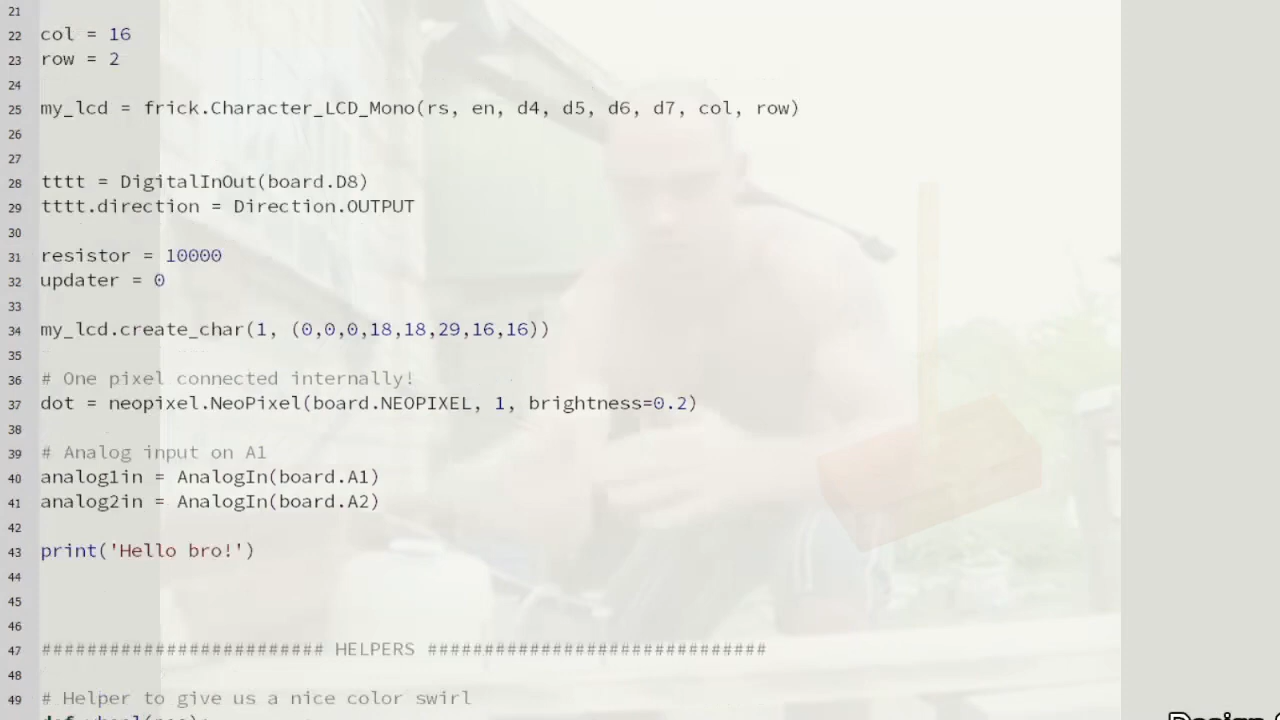 21
22 col = 16
23 row = 2
24
25 my_lcd = frick.Character_LCD_Mono(rs, en, d4, d5, d6, d7, col, row)
26
27
28 tttt = DigitalInOut(board.D8)
29 tttt.direction = Direction.OUTPUT
30
31 resistor = 10000
32 updater = 0
33
34 my_lcd.create_char(1, (0,0,0,18,18,29,16,16))
35
36 # One pixel connected internally!
37 dot = neopixel.NeoPixel(board.NEOPIXEL, 1, brightness=0.2)
38
39 # Analog input on A1
40 analog1in = AnalogIn(board.A1)
41 analog2in = AnalogIn(board.A2)
42
43 print('Hello bro!')
44
45
46
47 ######################### HELPERS ##############################
48
49 # Helper to give us a nice color swirl